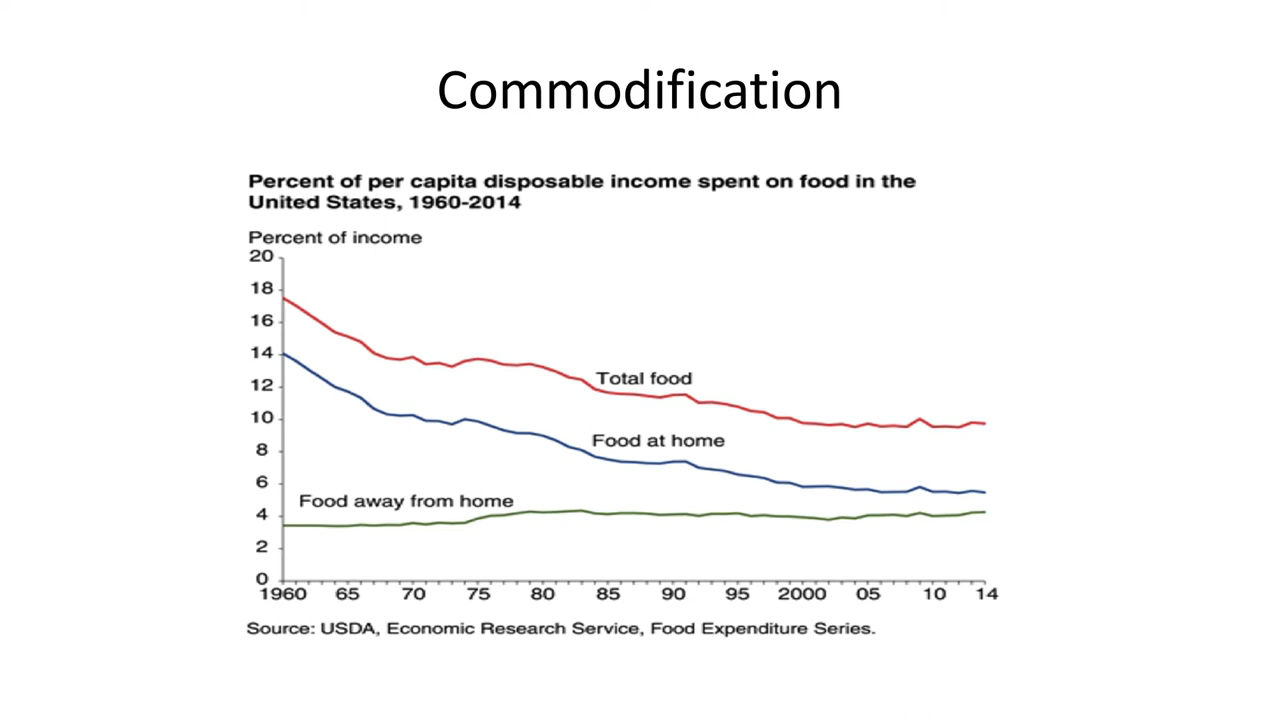 Commodification
Percent of per capita disposable income spent on food in the
United States, 1960-2014
Percent of income
20
18
16
14
12
10
8
6
4
2
0
Total food
Food at home
Food away from home
1960 65 70 75 80 85 90 95 2000 05 10 14
Source: USDA, Economic Research Service, Food Expenditure Series.